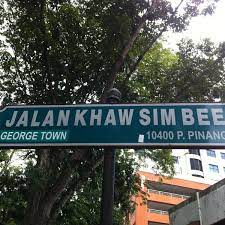 JALAN KHAW SIM BEE
GEORGE TOWN 10400 P. PINANG